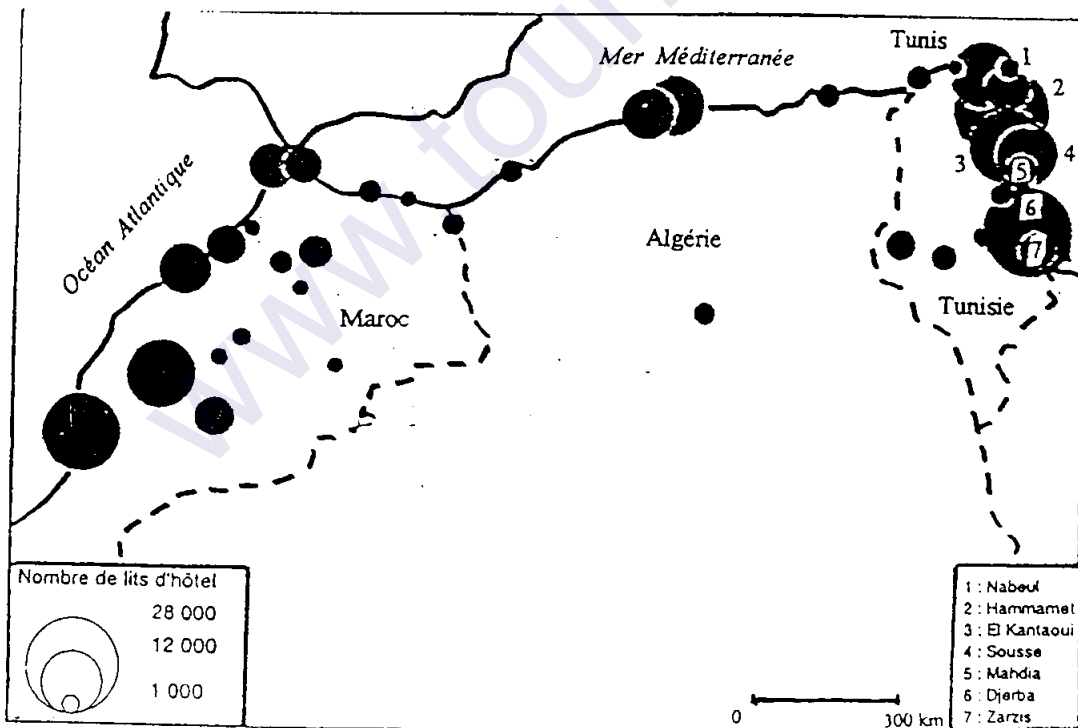 Tunis
1
Mer Méditerranée
2
Océan Atlantique
3
4
5
6
Algérie
7
Maroc
Tunisie
Nombre de lits d'hôtel
28 000
12 000
1 000
1 : Nabeul
2 : Hammamet
3 : El Kantaoui
4 : Sousse
5 : Mahdia
6 : Djerba
7 : Zarzis
0 300 km
www.tour